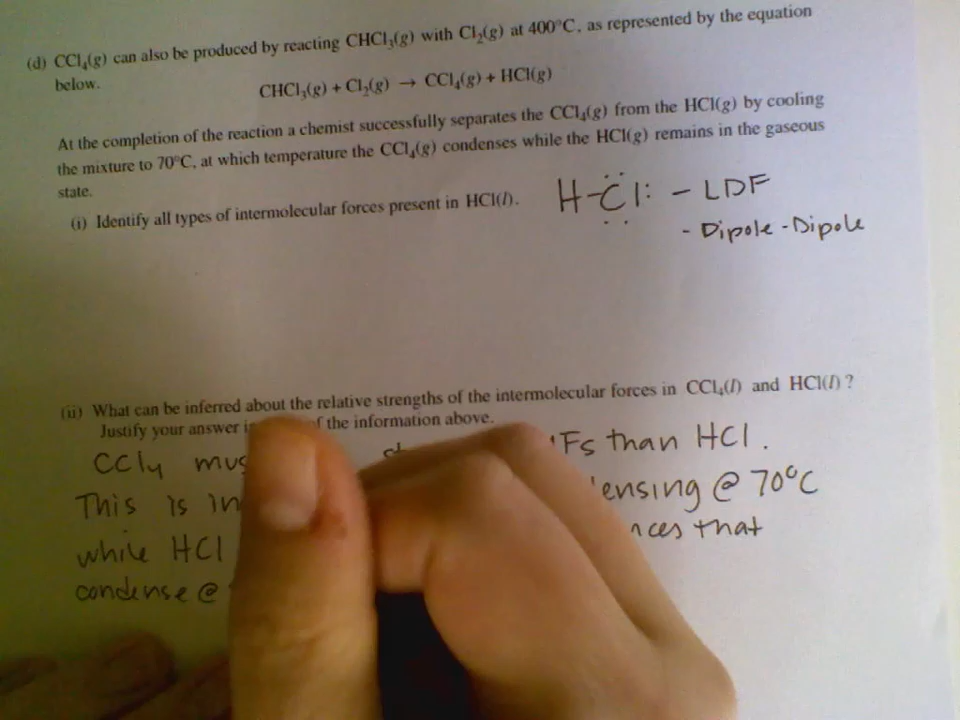 (d) CCl₄(g) can also be produced by reacting CHCl₃(g) with Cl₂(g) at 400°C, as represented by the equation
below.
CHCl₃(g) + Cl₂(g) → CCl₄(g) + HCl(g)
At the completion of the reaction a chemist successfully separates the CCl₄(g) from the HCl(g) by cooling
the mixture to 70°C, at which temperature the CCl₄(g) condenses while the HCl(g) remains in the gaseous
state.
(i) Identify all types of intermolecular forces present in HCl(l).
H-Cl: - LDF
- Dipole-Dipole
(ii) What can be inferred about the relative strengths of the intermolecular forces in CCl₄(l) and HCl(l) ?
Justify your answer of the information above.
CCl4 than HCl.
This is @ 70°C
while HCl that
condense @